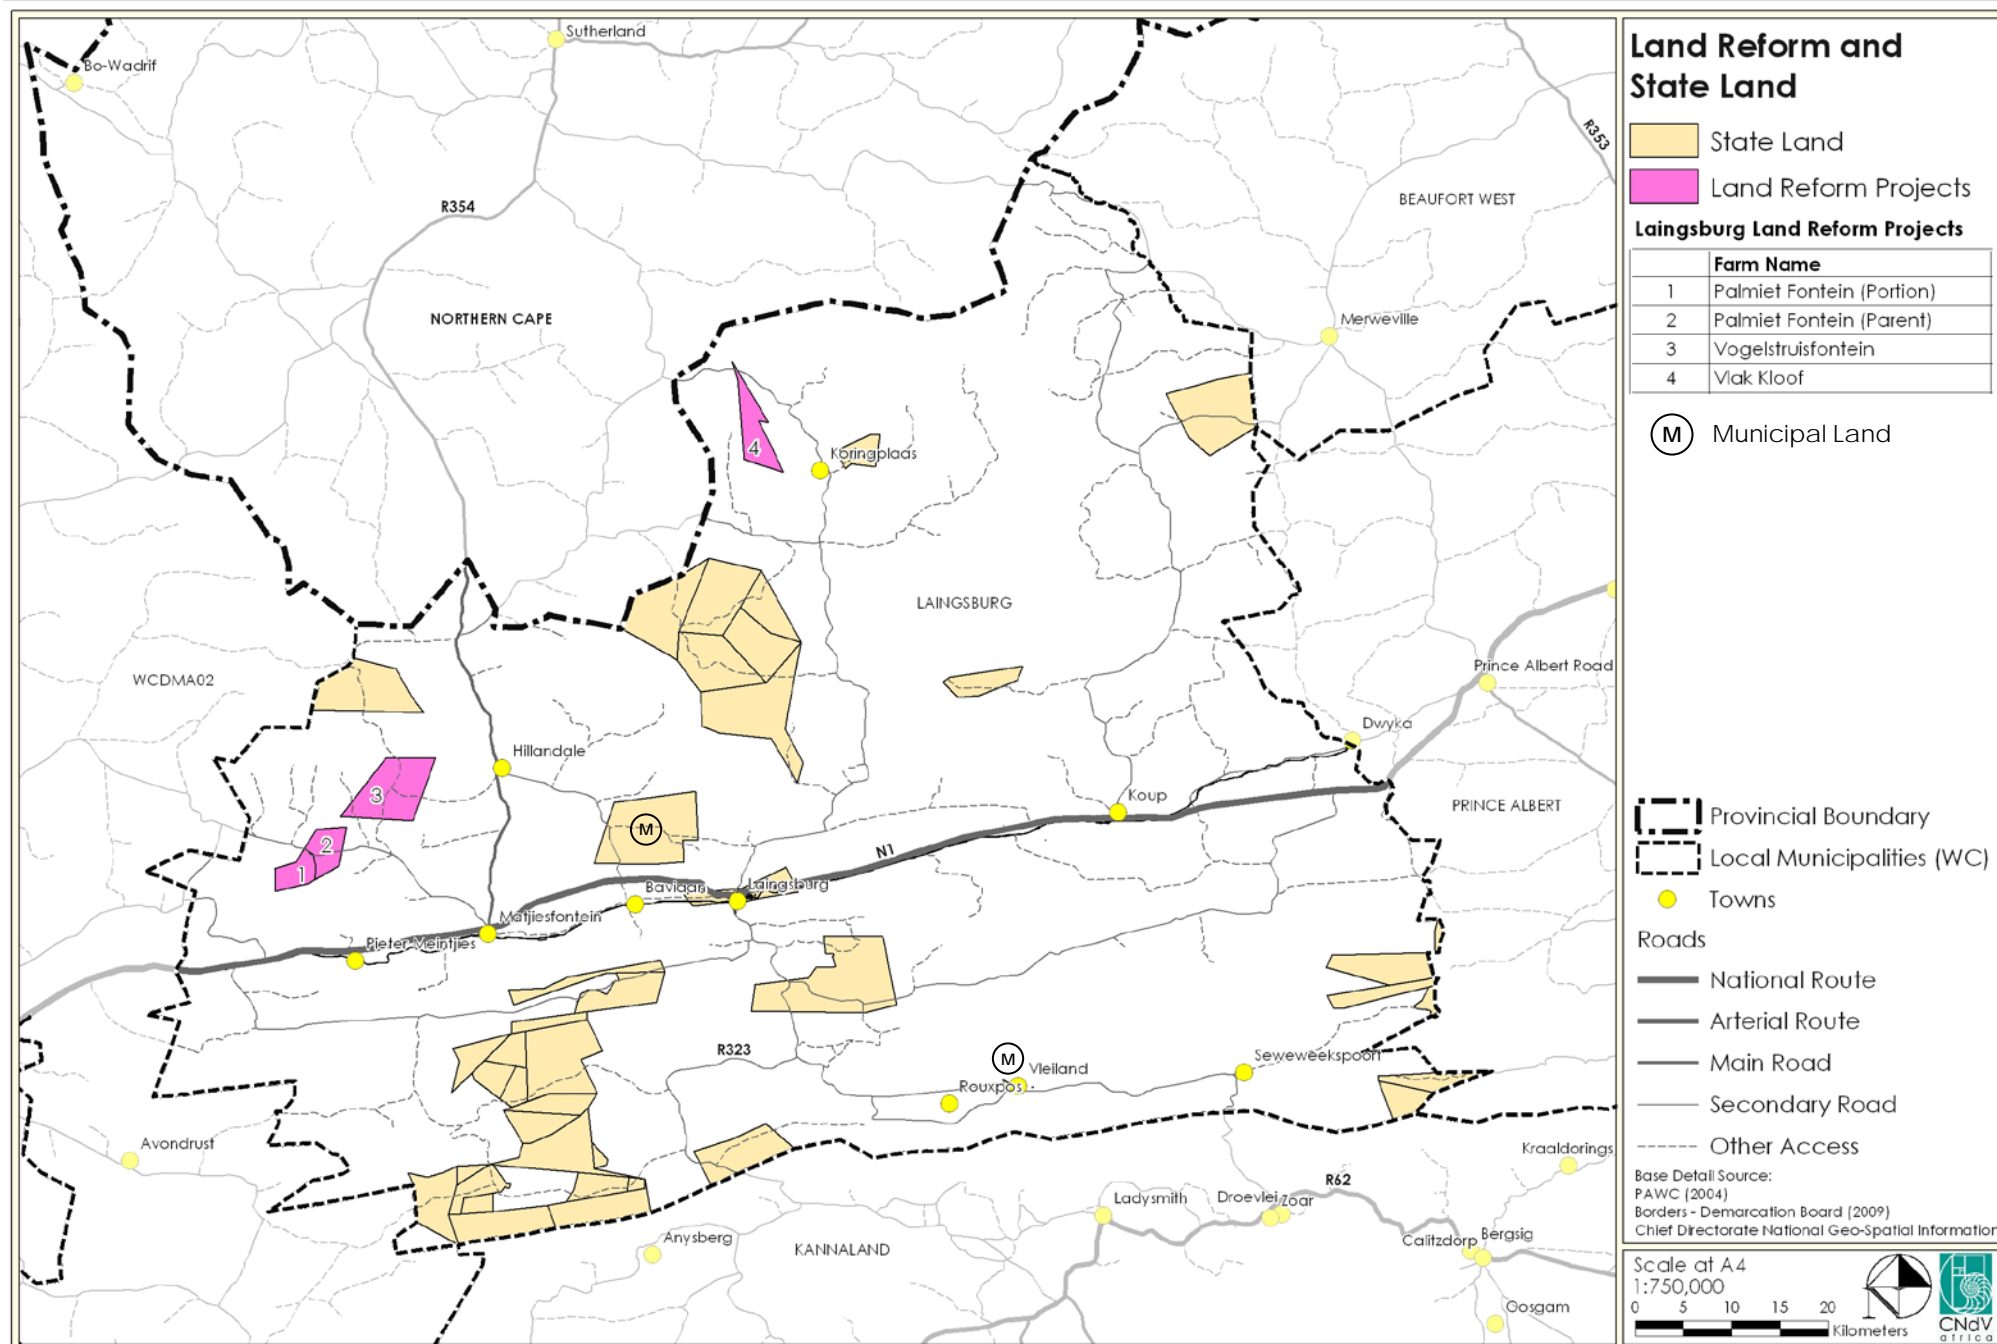 Sutherland
Bo-Wadrif
R353
R354
BEAUFORT WEST
NORTHERN CAPE
Merweville
4
Koringplaas
LAINGSBURG
WCDMA02
Prince Albert Road
Dwyka
Hillandale
3
Koup
PRINCE ALBERT
M
2
N1
1
Baviaan
Laingsburg
Matjiesfontein
Pieter Meintjies
R323
M
Vleiland
Seweweekspoort
Rouxpos
Avondrust
Kraaldorings
R62
Ladysmith
Droevlei
Zoar
Anysberg
KANNALAND
Calitzdorp
Bergsig
Gosgam
Land Reform and
State Land
State Land
Land Reform Projects
Laingsburg Land Reform Projects
Farm Name
1 Palmiet Fontein (Portion)
2 Palmiet Fontein (Parent)
3 Vogelstruisfontein
4 Vlak Kloof
M Municipal Land
Provincial Boundary
Local Municipalities (WC)
Towns
Roads
National Route
Arterial Route
Main Road
Secondary Road
Other Access
Base Detail Source:
PAWC (2004)
Borders - Demarcation Board (2009)
Chief Directorate National Geo-Spatial Information
Scale at A4
1:750,000
0 5 10 15 20
Kilometers
CNdV
africa